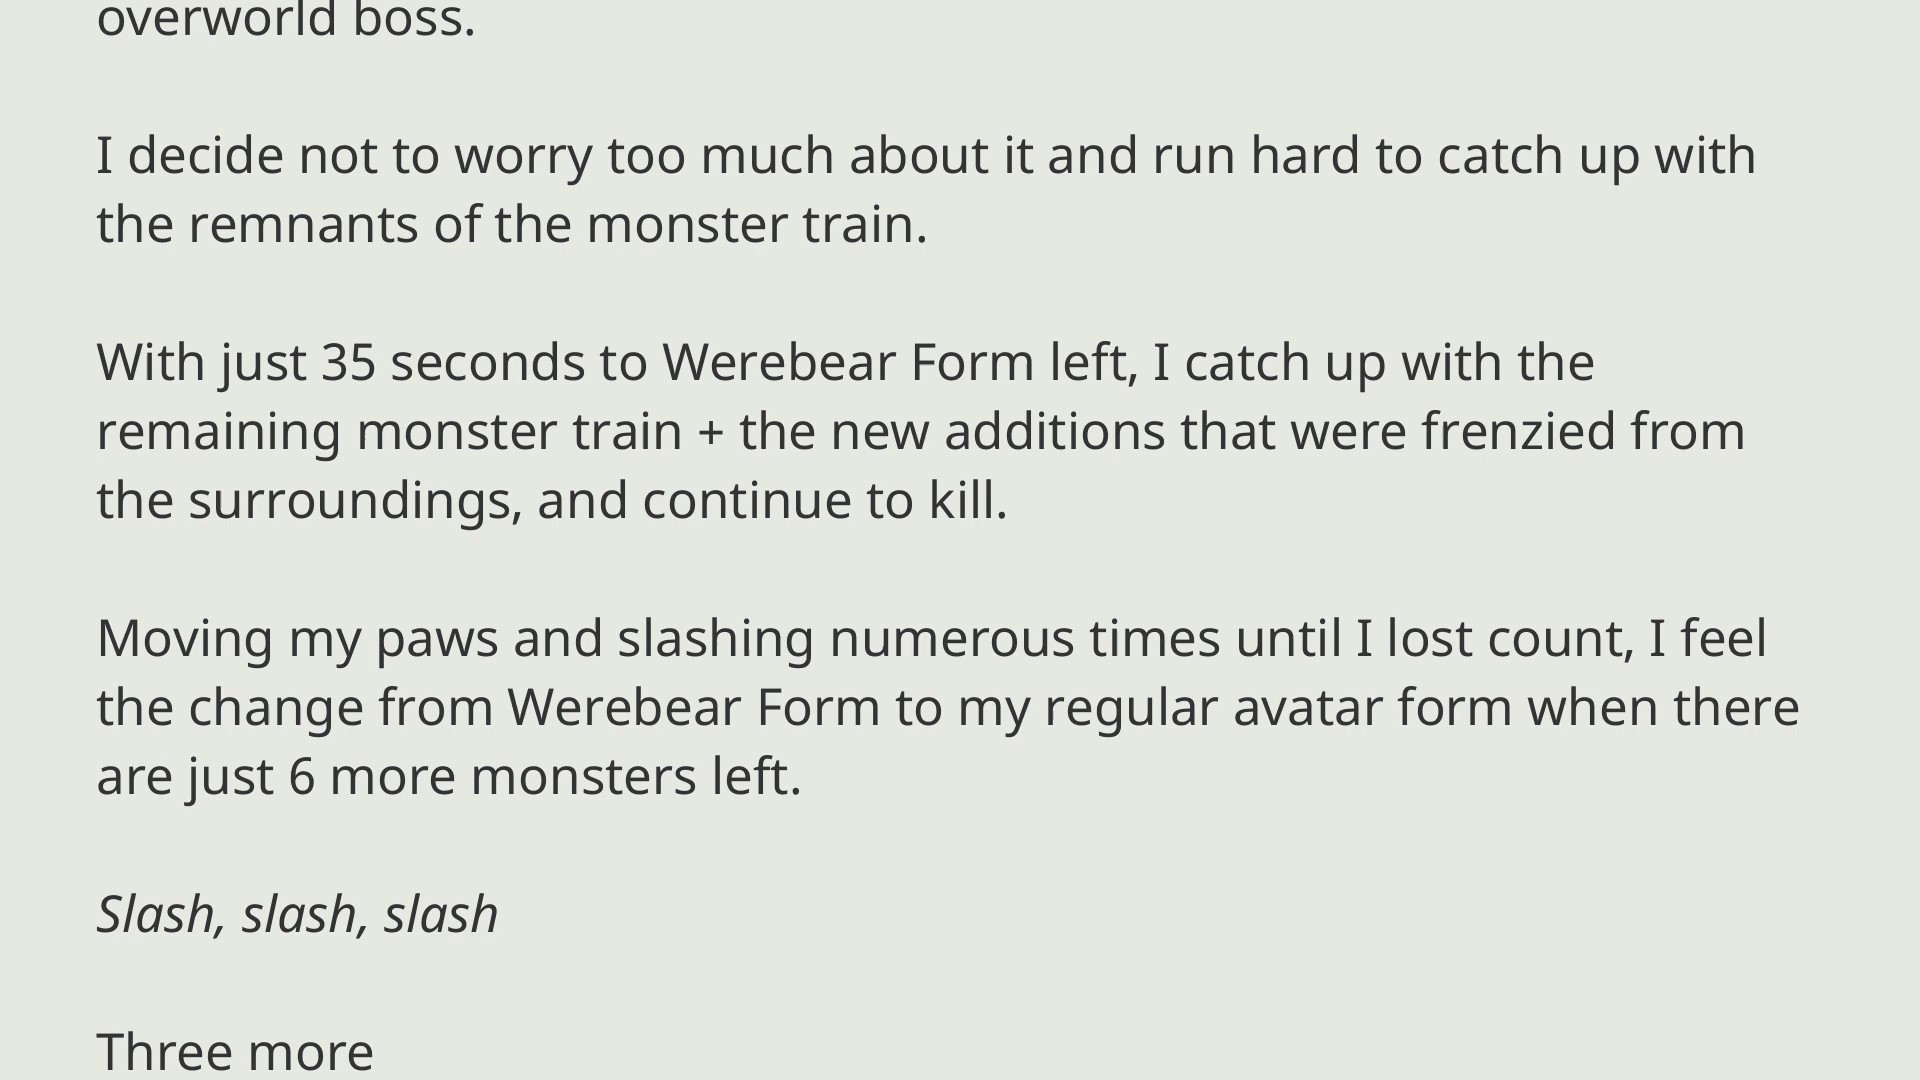 overworld boss.
I decide not to worry too much about it and run hard to catch up with
the remnants of the monster train.
With just 35 seconds to Werebear Form left, I catch up with the
remaining monster train + the new additions that were frenzied from
the surroundings, and continue to kill.
Moving my paws and slashing numerous times until I lost count, I feel
the change from Werebear Form to my regular avatar form when there
are just 6 more monsters left.
Slash, slash, slash
Three more